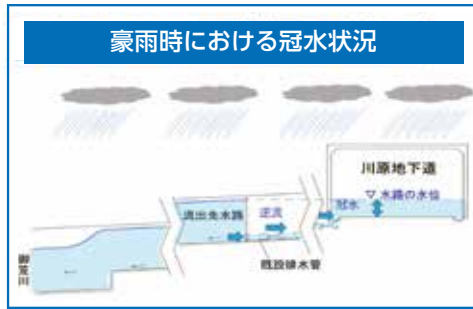 豪雨時における冠水状況
川原地下道
▽水路の水位
冠水
流出先水路
逆流
既設排水管
御笠川